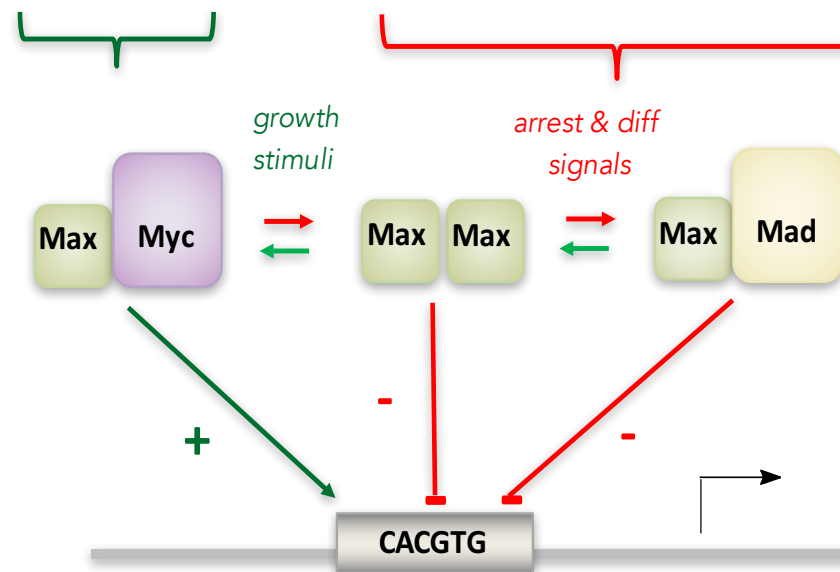 growth
stimuli
arrest & diff
signals
Max
Myc
Max
Max
Max
Mad
+
-
-
CACGTG